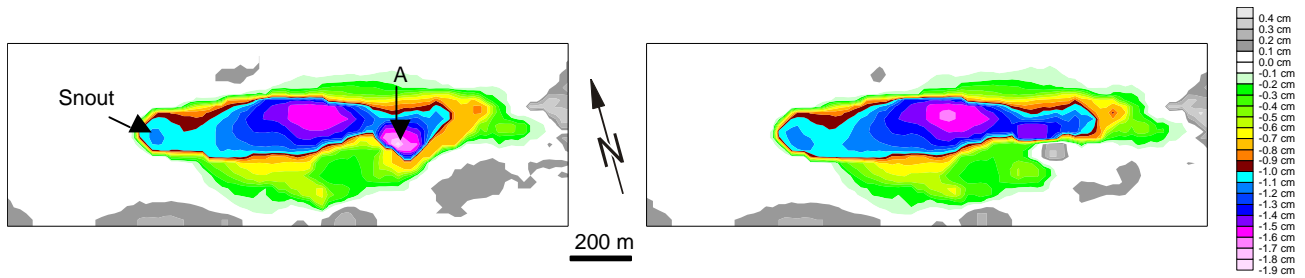 A
Snout
N
200 m
0.4 cm
0.3 cm
0.2 cm
0.1 cm
0.0 cm
-0.1 cm
-0.2 cm
-0.3 cm
-0.4 cm
-0.5 cm
-0.6 cm
-0.7 cm
-0.8 cm
-0.9 cm
-1.0 cm
-1.1 cm
-1.2 cm
-1.3 cm
-1.4 cm
-1.5 cm
-1.6 cm
-1.7 cm
-1.8 cm
-1.9 cm